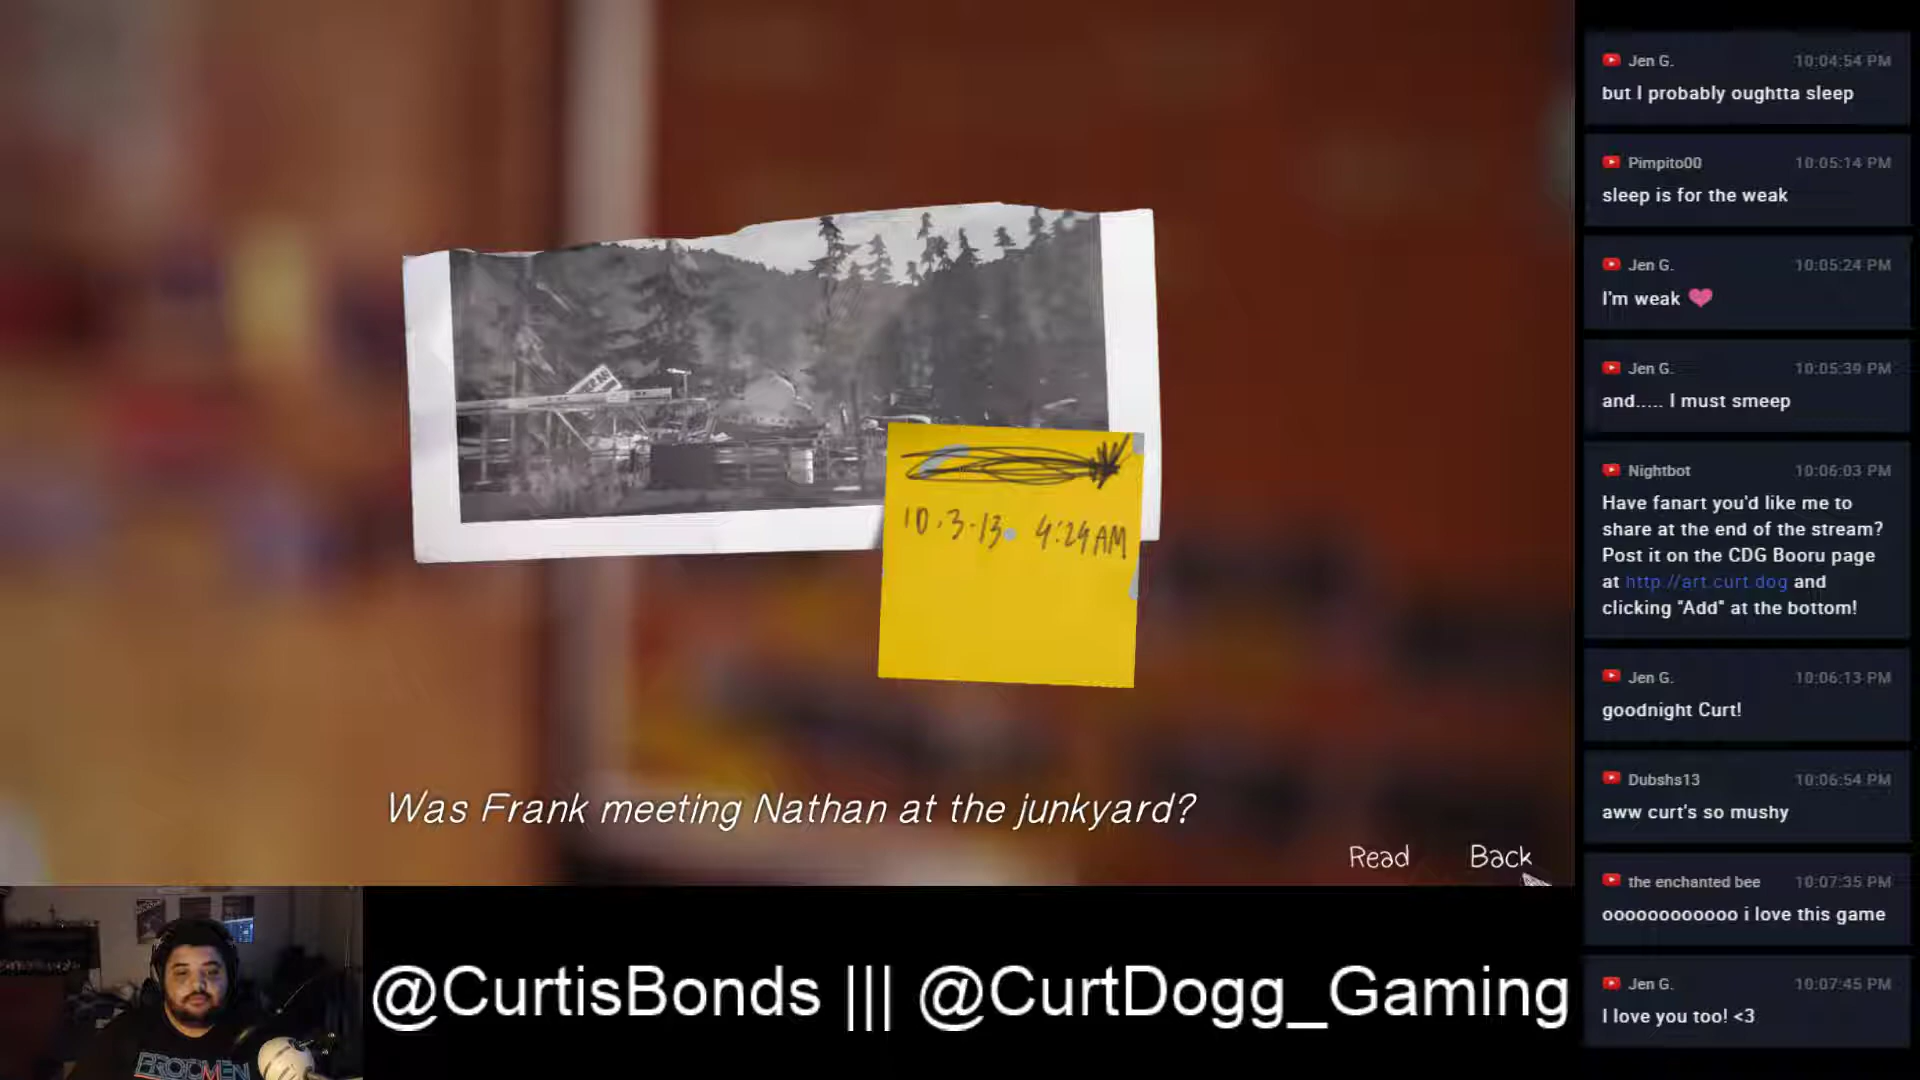 10.3.13. 4:24AM
Was Frank meeting Nathan at the junkyard?
Read
Back
@CurtisBonds ||| @CurtDogg_Gaming
PROTOMEN
Jen G.
10:04:54 PM
but I probably oughtta sleep
Pimpito00
10:05:14 PM
sleep is for the weak
Jen G.
10:05:24 PM
I'm weak
Jen G.
10:05:39 PM
and..... I must smeep
Nightbot
10:06:03 PM
Have fanart you'd like me to
share at the end of the stream?
Post it on the CDG Booru page
at http://art.curt.dog and
clicking "Add" at the bottom!
Jen G.
10:06:13 PM
goodnight Curt!
Dubshs13
10:06:54 PM
aww curt's so mushy
the enchanted bee
10:07:35 PM
oooooooooooo i love this game
Jen G.
10:07:45 PM
I love you too! <3